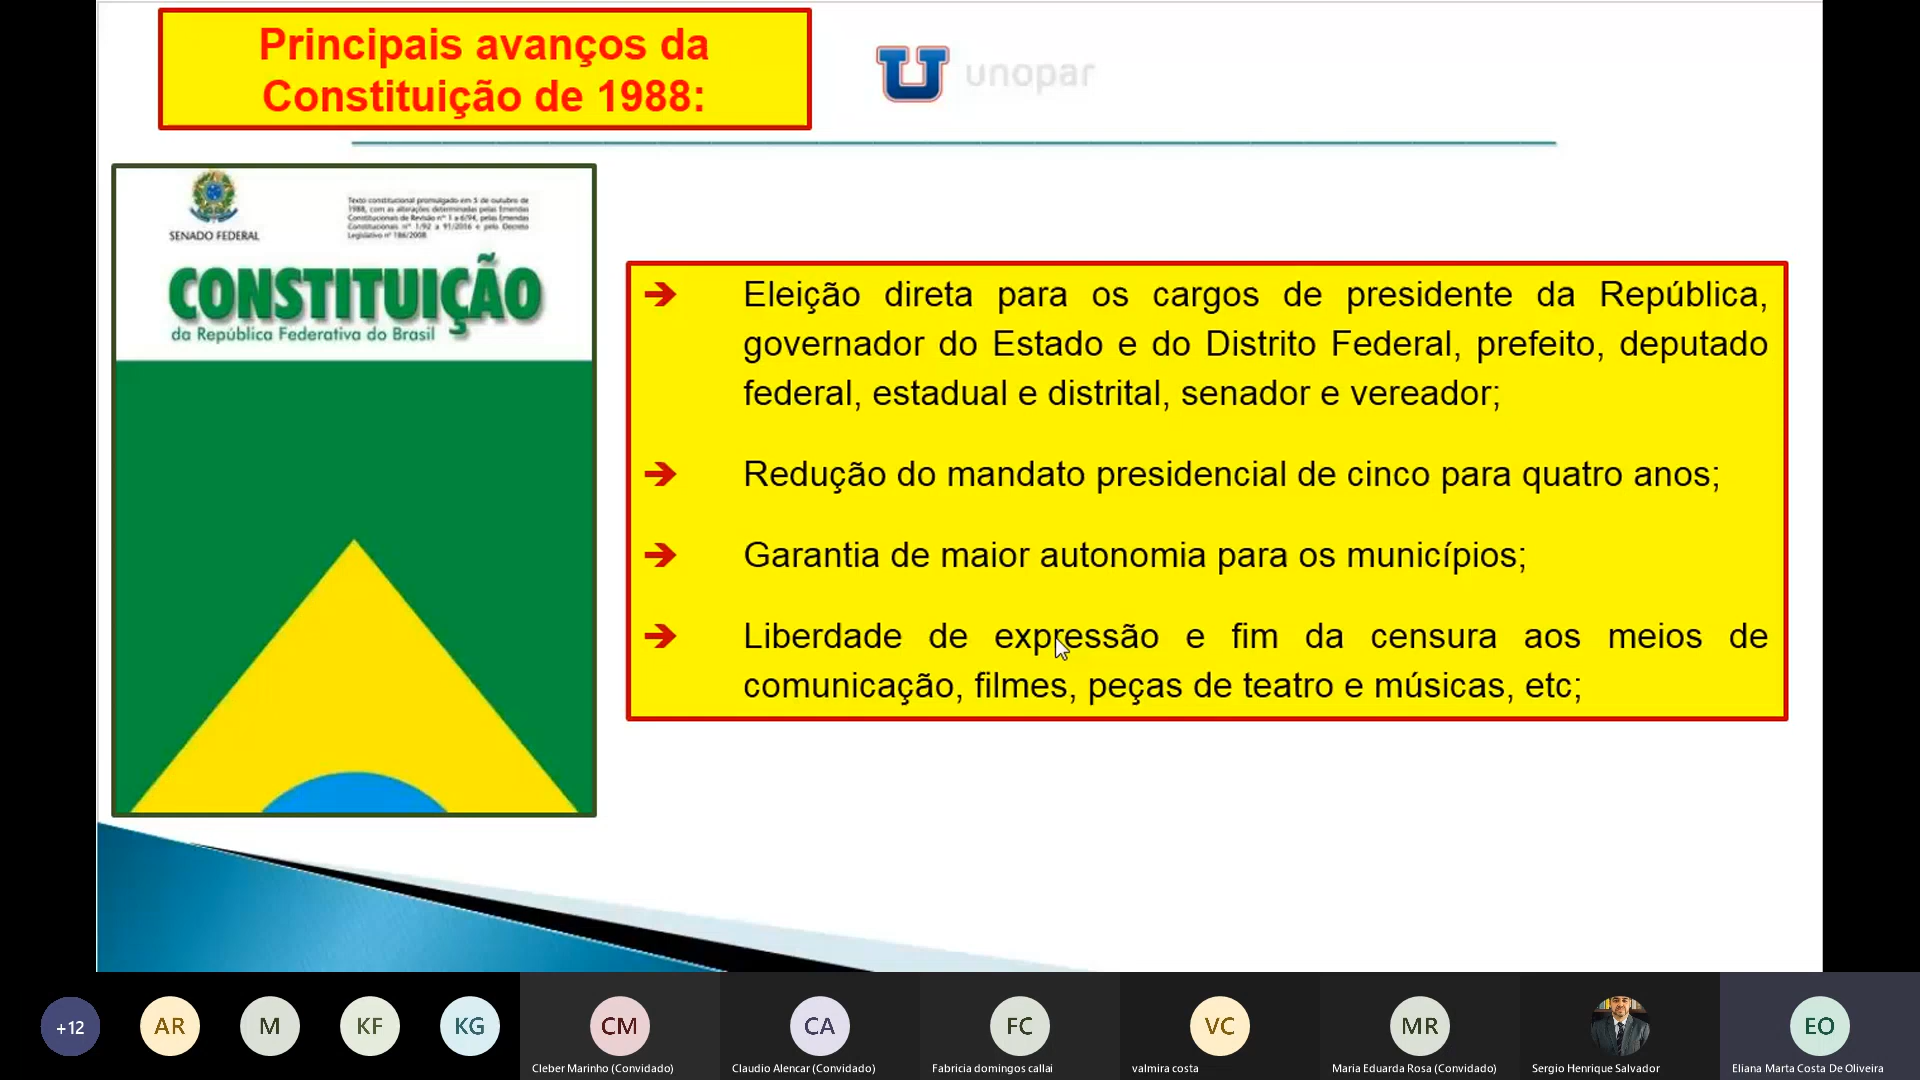 Principais avanços da
Constituição de 1988:
unopar
SENADO FEDERAL
Texto constitucional promulgado em 5 de outubro de
1988, com as alterações determinadas pelas Emendas
Constitucionais de Revisão nos 1 a 6/94, pelas Emendas
Constitucionais nos 1/92 a 91/2016 e pelo Decreto
Legislativo no 186/2008.
CONSTITUIÇÃO
da República Federativa do Brasil
➔ Eleição direta para os cargos de presidente da República,
governador do Estado e do Distrito Federal, prefeito, deputado
federal, estadual e distrital, senador e vereador;
➔ Redução do mandato presidencial de cinco para quatro anos;
➔ Garantia de maior autonomia para os municípios;
➔ Liberdade de expressão e fim da censura aos meios de
comunicação, filmes, peças de teatro e músicas, etc;
+12
AR
M
KF
KG
CM
Cleber Marinho (Convidado)
CA
Claudio Alencar (Convidado)
FC
Fabricia domingos callai
VC
valmira costa
MR
Maria Eduarda Rosa (Convidado)
Sergio Henrique Salvador
EO
Eliana Marta Costa De Oliveira